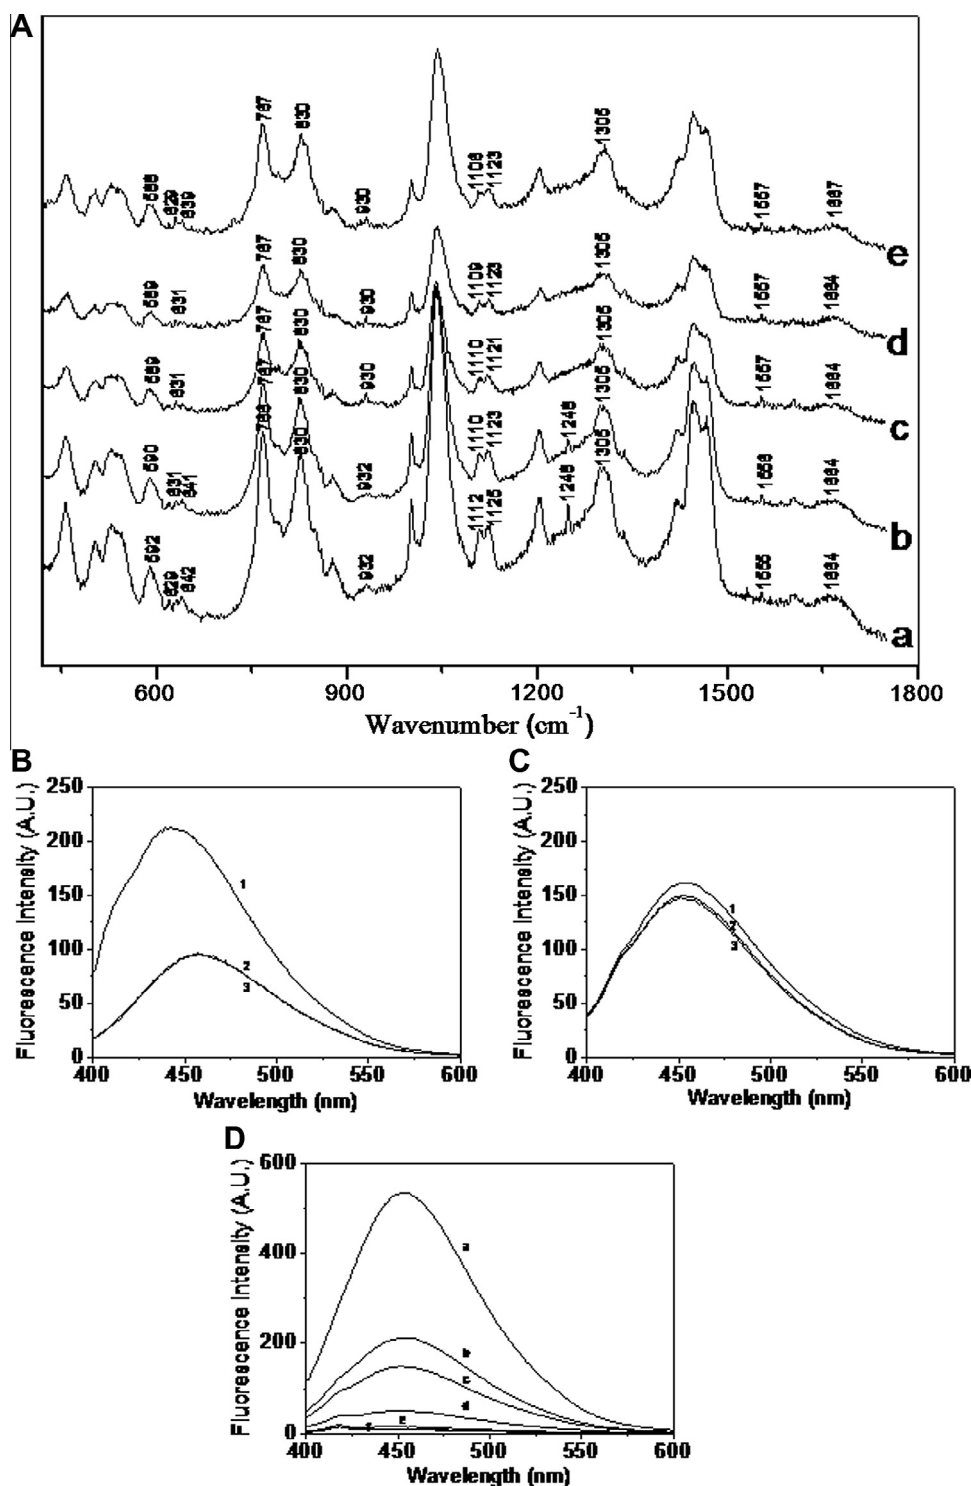 A
767
830
1305
588
629
639
930
1108
1123
1557
1667
e
767
830
1305
589
631
930
1109
1123
1557
1664
d
767
830
1305
589
631
930
1110
1121
1557
1664
c
767
830
1305
590
631
641
932
1110
1123
1248
1556
1664
b
768
830
1305
592
629
642
932
1112
1125
1248
1555
1664
a
600 900 1200 1500 1800
Wavenumber (cm⁻¹)
B
Fluorescence Intensity (A.U.)
250
200
150
100
50
0
1
2
3
400 450 500 550 600
Wavelength (nm)
C
Fluorescence Intensity (A.U.)
250
200
150
100
50
0
1
2
3
400 450 500 550 600
Wavelength (nm)
D
Fluorescence Intensity (A.U.)
600
400
200
0
a
b
c
d
e
f
400 450 500 550 600
Wavelength (nm)